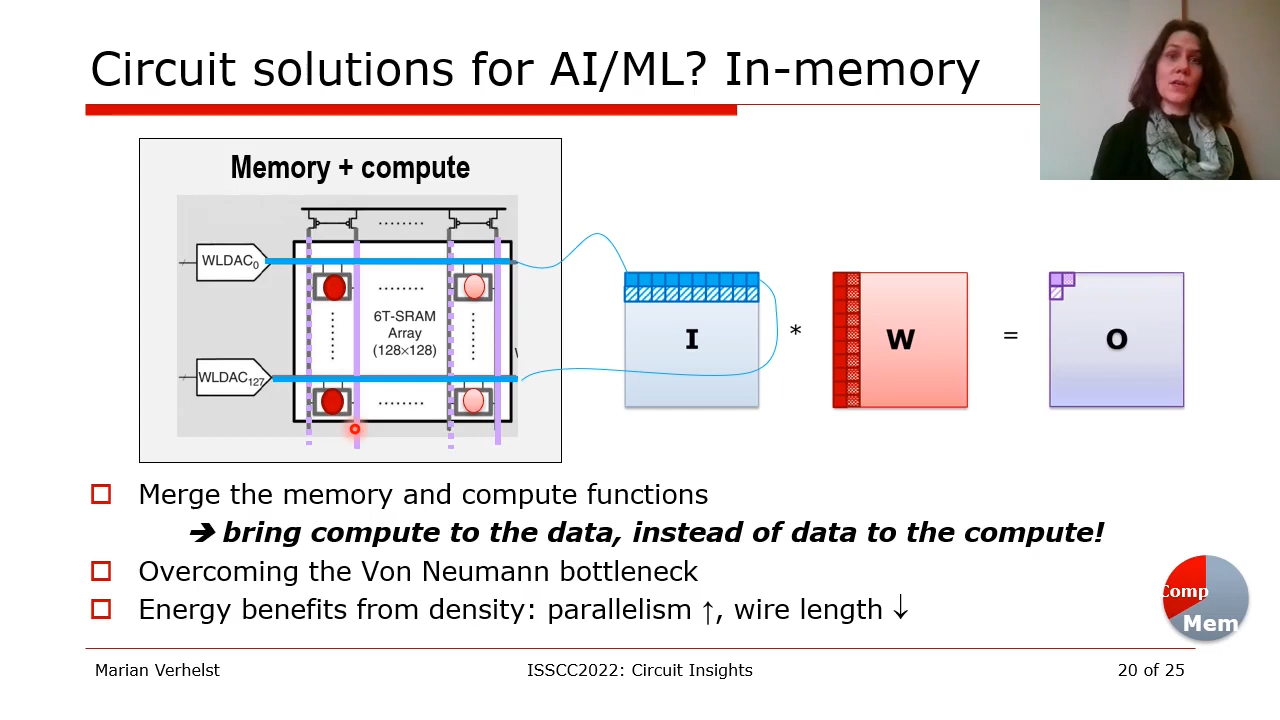 Circuit solutions for AI/ML? In-memory
Memory + compute
WLDAC0
6T-SRAM
Array
(128×128)
WLDAC127
I
*
W
=
O
Merge the memory and compute functions
➔ bring compute to the data, instead of data to the compute!
Overcoming the Von Neumann bottleneck
Energy benefits from density: parallelism ↑, wire length ↓
Comp
Mem
Marian Verhelst
ISSCC2022: Circuit Insights
20 of 25